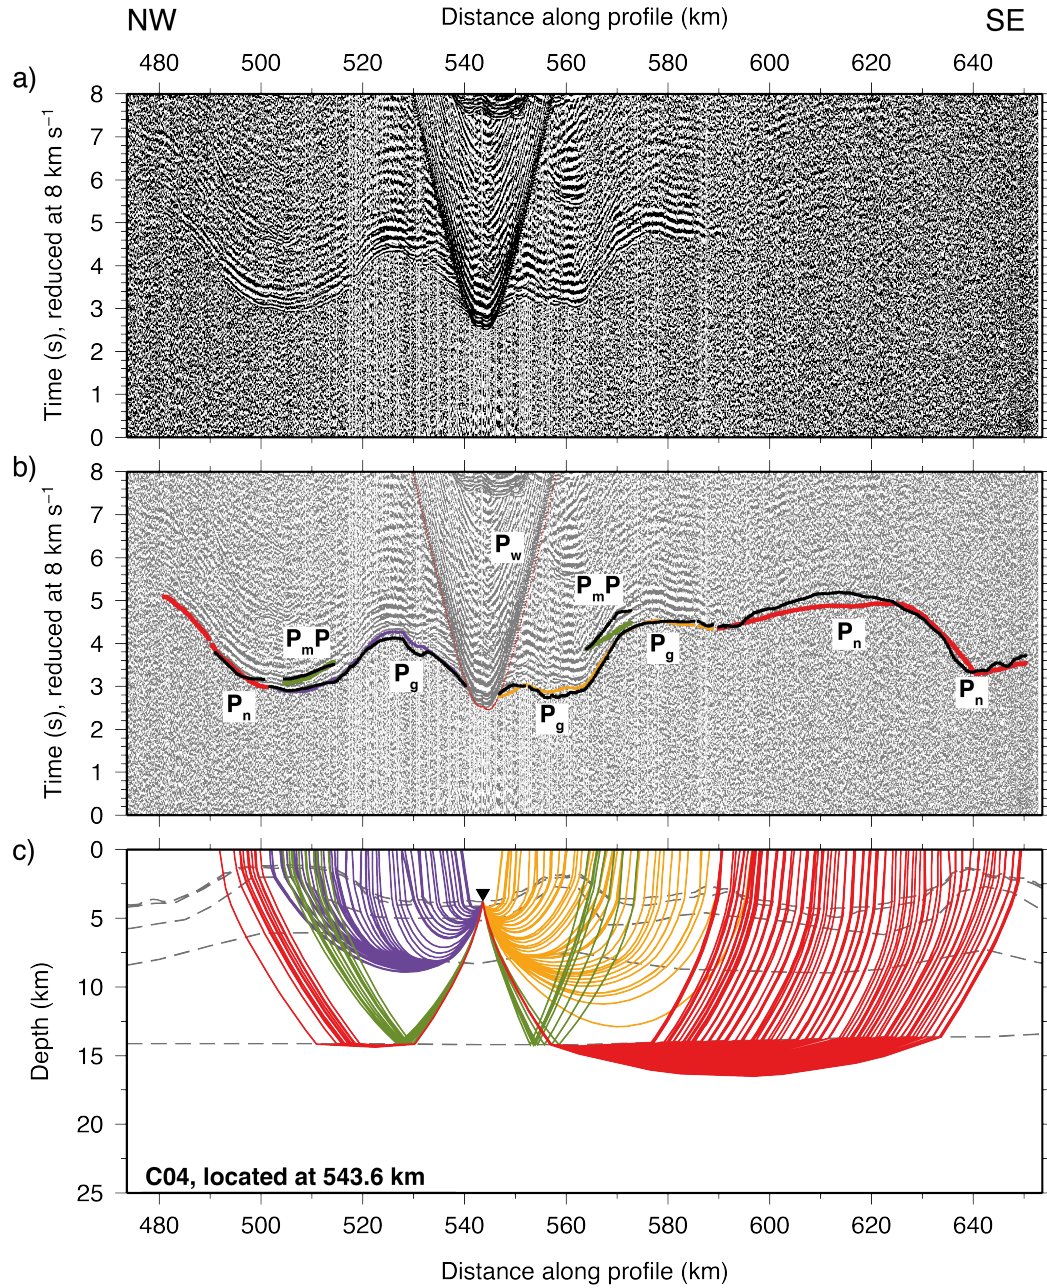 NW Distance along profile (km) SE
480 500 520 540 560 580 600 620 640
a)
8
7
6
5
4
3
2
1
0
Time (s), reduced at 8 km s⁻¹
b)
8
7
6
5
4
3
2
1
0
Time (s), reduced at 8 km s⁻¹
Pw
PmP
PmP
Pg
Pg
Pn
Pn
Pg
Pn
c)
0
5
10
15
20
25
Depth (km)
C04, located at 543.6 km
480 500 520 540 560 580 600 620 640
Distance along profile (km)